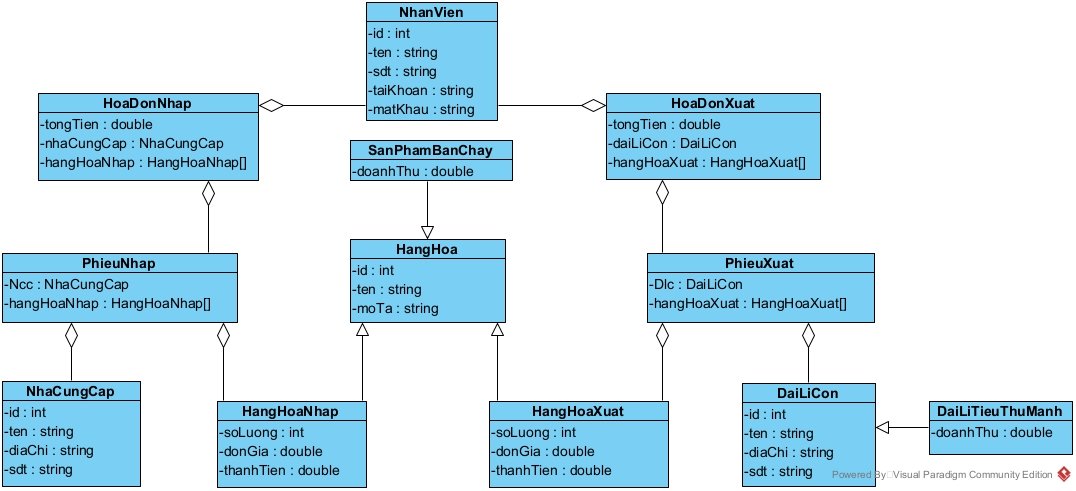 NhanVien
-id : int
-ten : string
-sdt : string
-taiKhoan : string
-matKhau : string
HoaDonNhap
-tongTien : double
-nhaCungCap : NhaCungCap
-hangHoaNhap : HangHoaNhap[]
HoaDonXuat
-tongTien : double
-daiLiCon : DaiLiCon
-hangHoaXuat : HangHoaXuat[]
SanPhamBanChay
-doanhThu : double
HangHoa
-id : int
-ten : string
-moTa : string
PhieuNhap
-Ncc : NhaCungCap
-hangHoaNhap : HangHoaNhap[]
PhieuXuat
-Dlc : DaiLiCon
-hangHoaXuat : HangHoaXuat[]
NhaCungCap
-id : int
-ten : string
-diaChi : string
-sdt : string
HangHoaNhap
-soLuong : int
-donGia : double
-thanhTien : double
HangHoaXuat
-soLuong : int
-donGia : double
-thanhTien : double
DaiLiCon
-id : int
-ten : string
-diaChi : string
-sdt : string
DaiLiTieuThuManh
-doanhThu : double
Powered By Visual Paradigm Community Edition